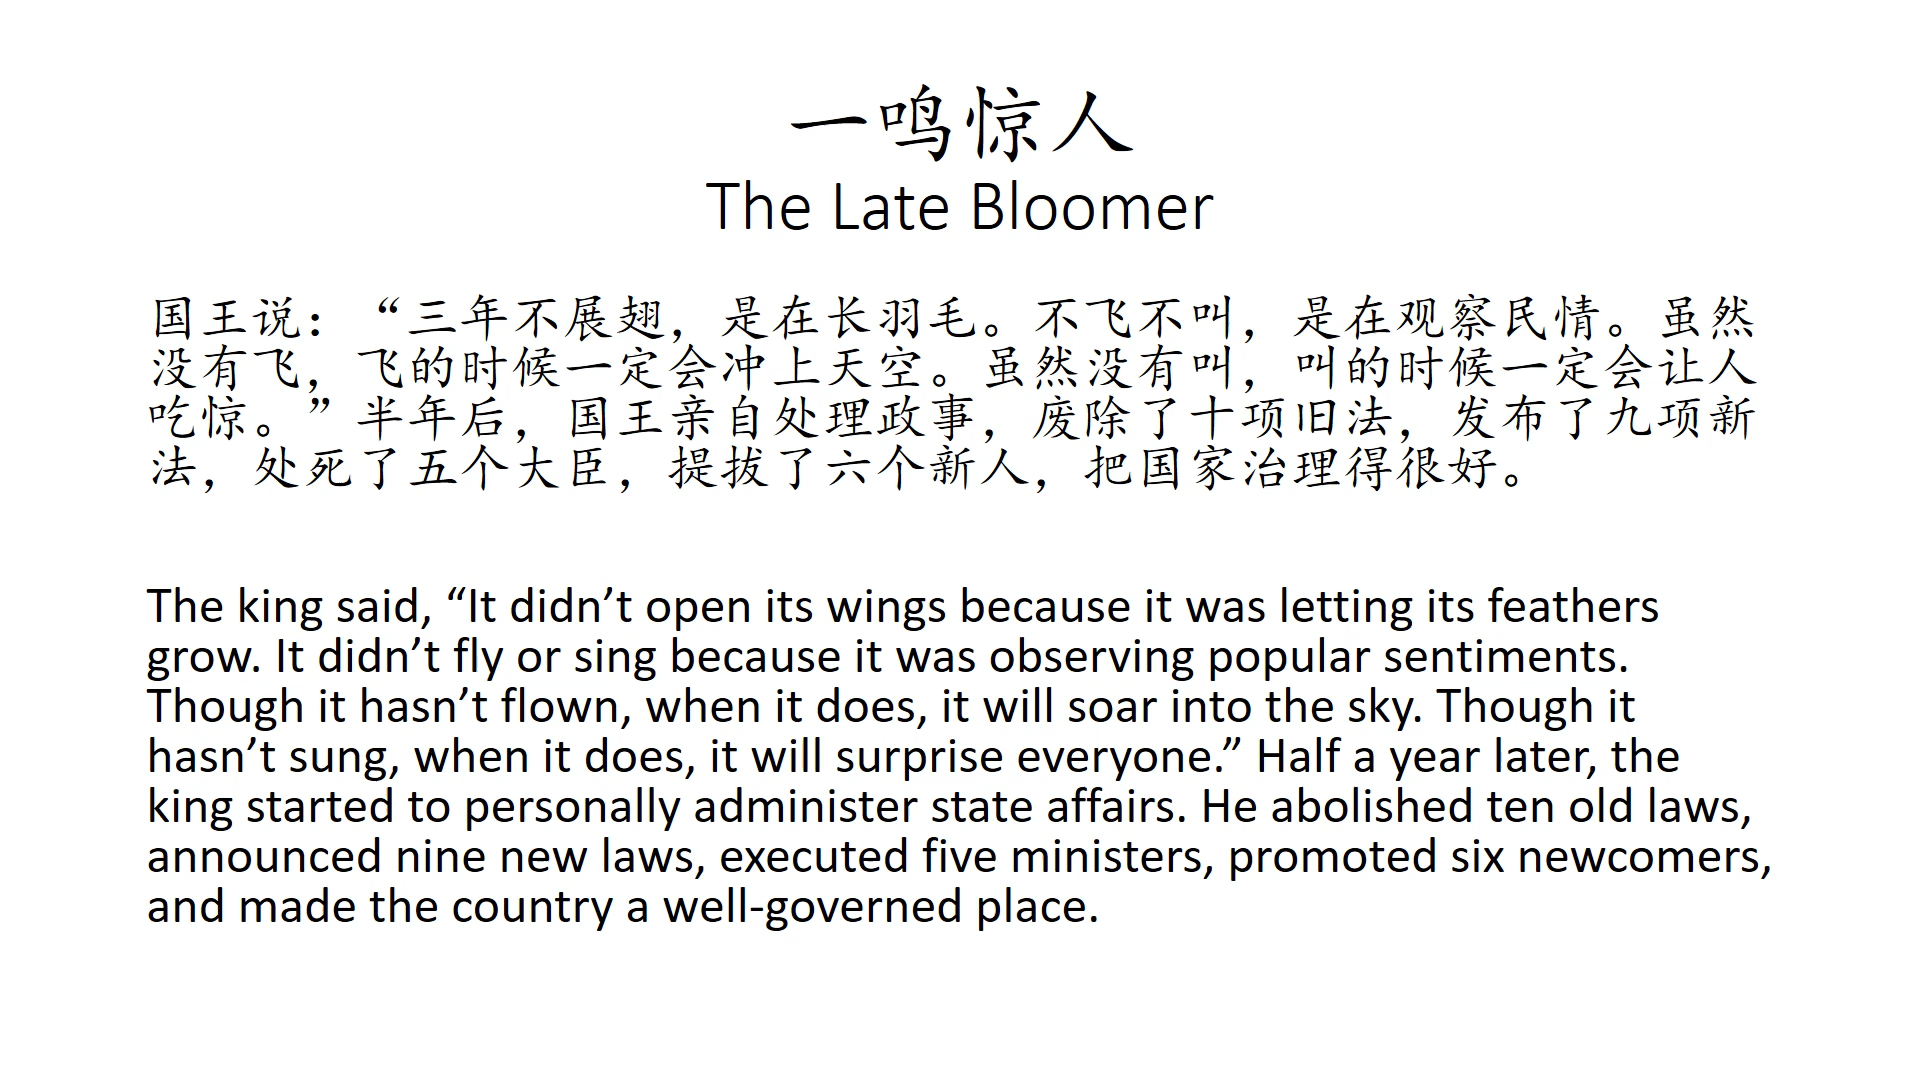 一鸣惊人
The Late Bloomer
国王说：“三年不展翅，是在长羽毛。不飞不叫，是在观察民情。虽然
没有飞，飞的时候一定会冲上天空。虽然没有叫，叫的时候一定会让人
吃惊。”半年后，国王亲自处理政事，废除了十项旧法，发布了九项新
法，处死了五个大臣，提拔了六个新人，把国家治理得很好。
The king said, “It didn’t open its wings because it was letting its feathers
grow. It didn’t fly or sing because it was observing popular sentiments.
Though it hasn’t flown, when it does, it will soar into the sky. Though it
hasn’t sung, when it does, it will surprise everyone.” Half a year later, the
king started to personally administer state affairs. He abolished ten old laws,
announced nine new laws, executed five ministers, promoted six newcomers,
and made the country a well-governed place.